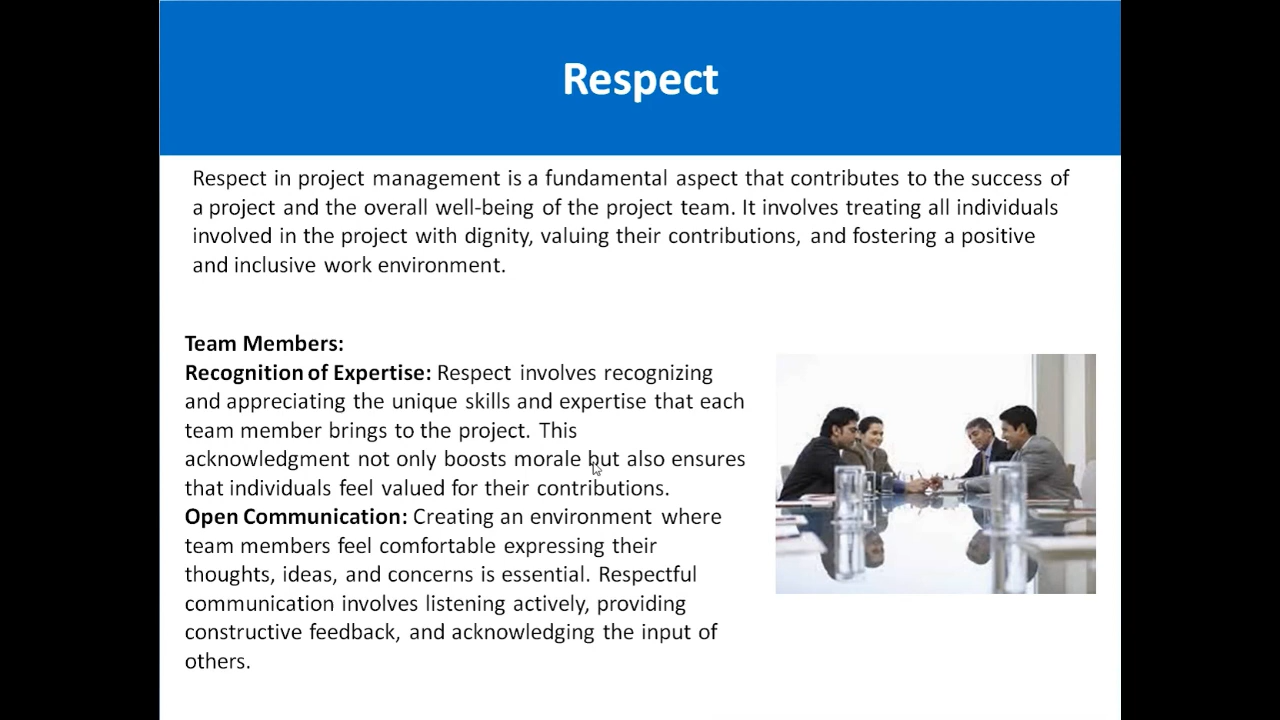 Respect
Respect in project management is a fundamental aspect that contributes to the success of
a project and the overall well-being of the project team. It involves treating all individuals
involved in the project with dignity, valuing their contributions, and fostering a positive
and inclusive work environment.
Team Members:
Recognition of Expertise: Respect involves recognizing
and appreciating the unique skills and expertise that each
team member brings to the project. This
acknowledgment not only boosts morale but also ensures
that individuals feel valued for their contributions.
Open Communication: Creating an environment where
team members feel comfortable expressing their
thoughts, ideas, and concerns is essential. Respectful
communication involves listening actively, providing
constructive feedback, and acknowledging the input of
others.